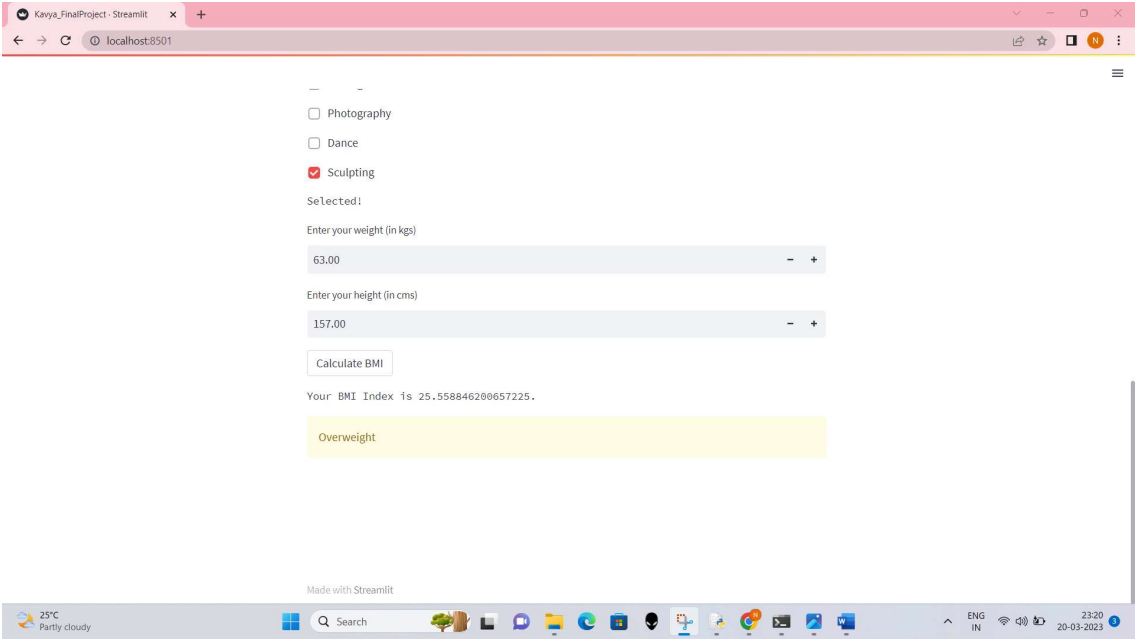 Kavya_FinalProject · Streamlit
localhost:8501
N
Photography
Dance
Sculpting
Selected!
Enter your weight (in kgs)
63.00
Enter your height (in cms)
157.00
Calculate BMI
Your BMI Index is 25.558846200657225.
Overweight
Made with Streamlit
25°C
Partly cloudy
Search
ENG
IN
23:20
20-03-2023
3